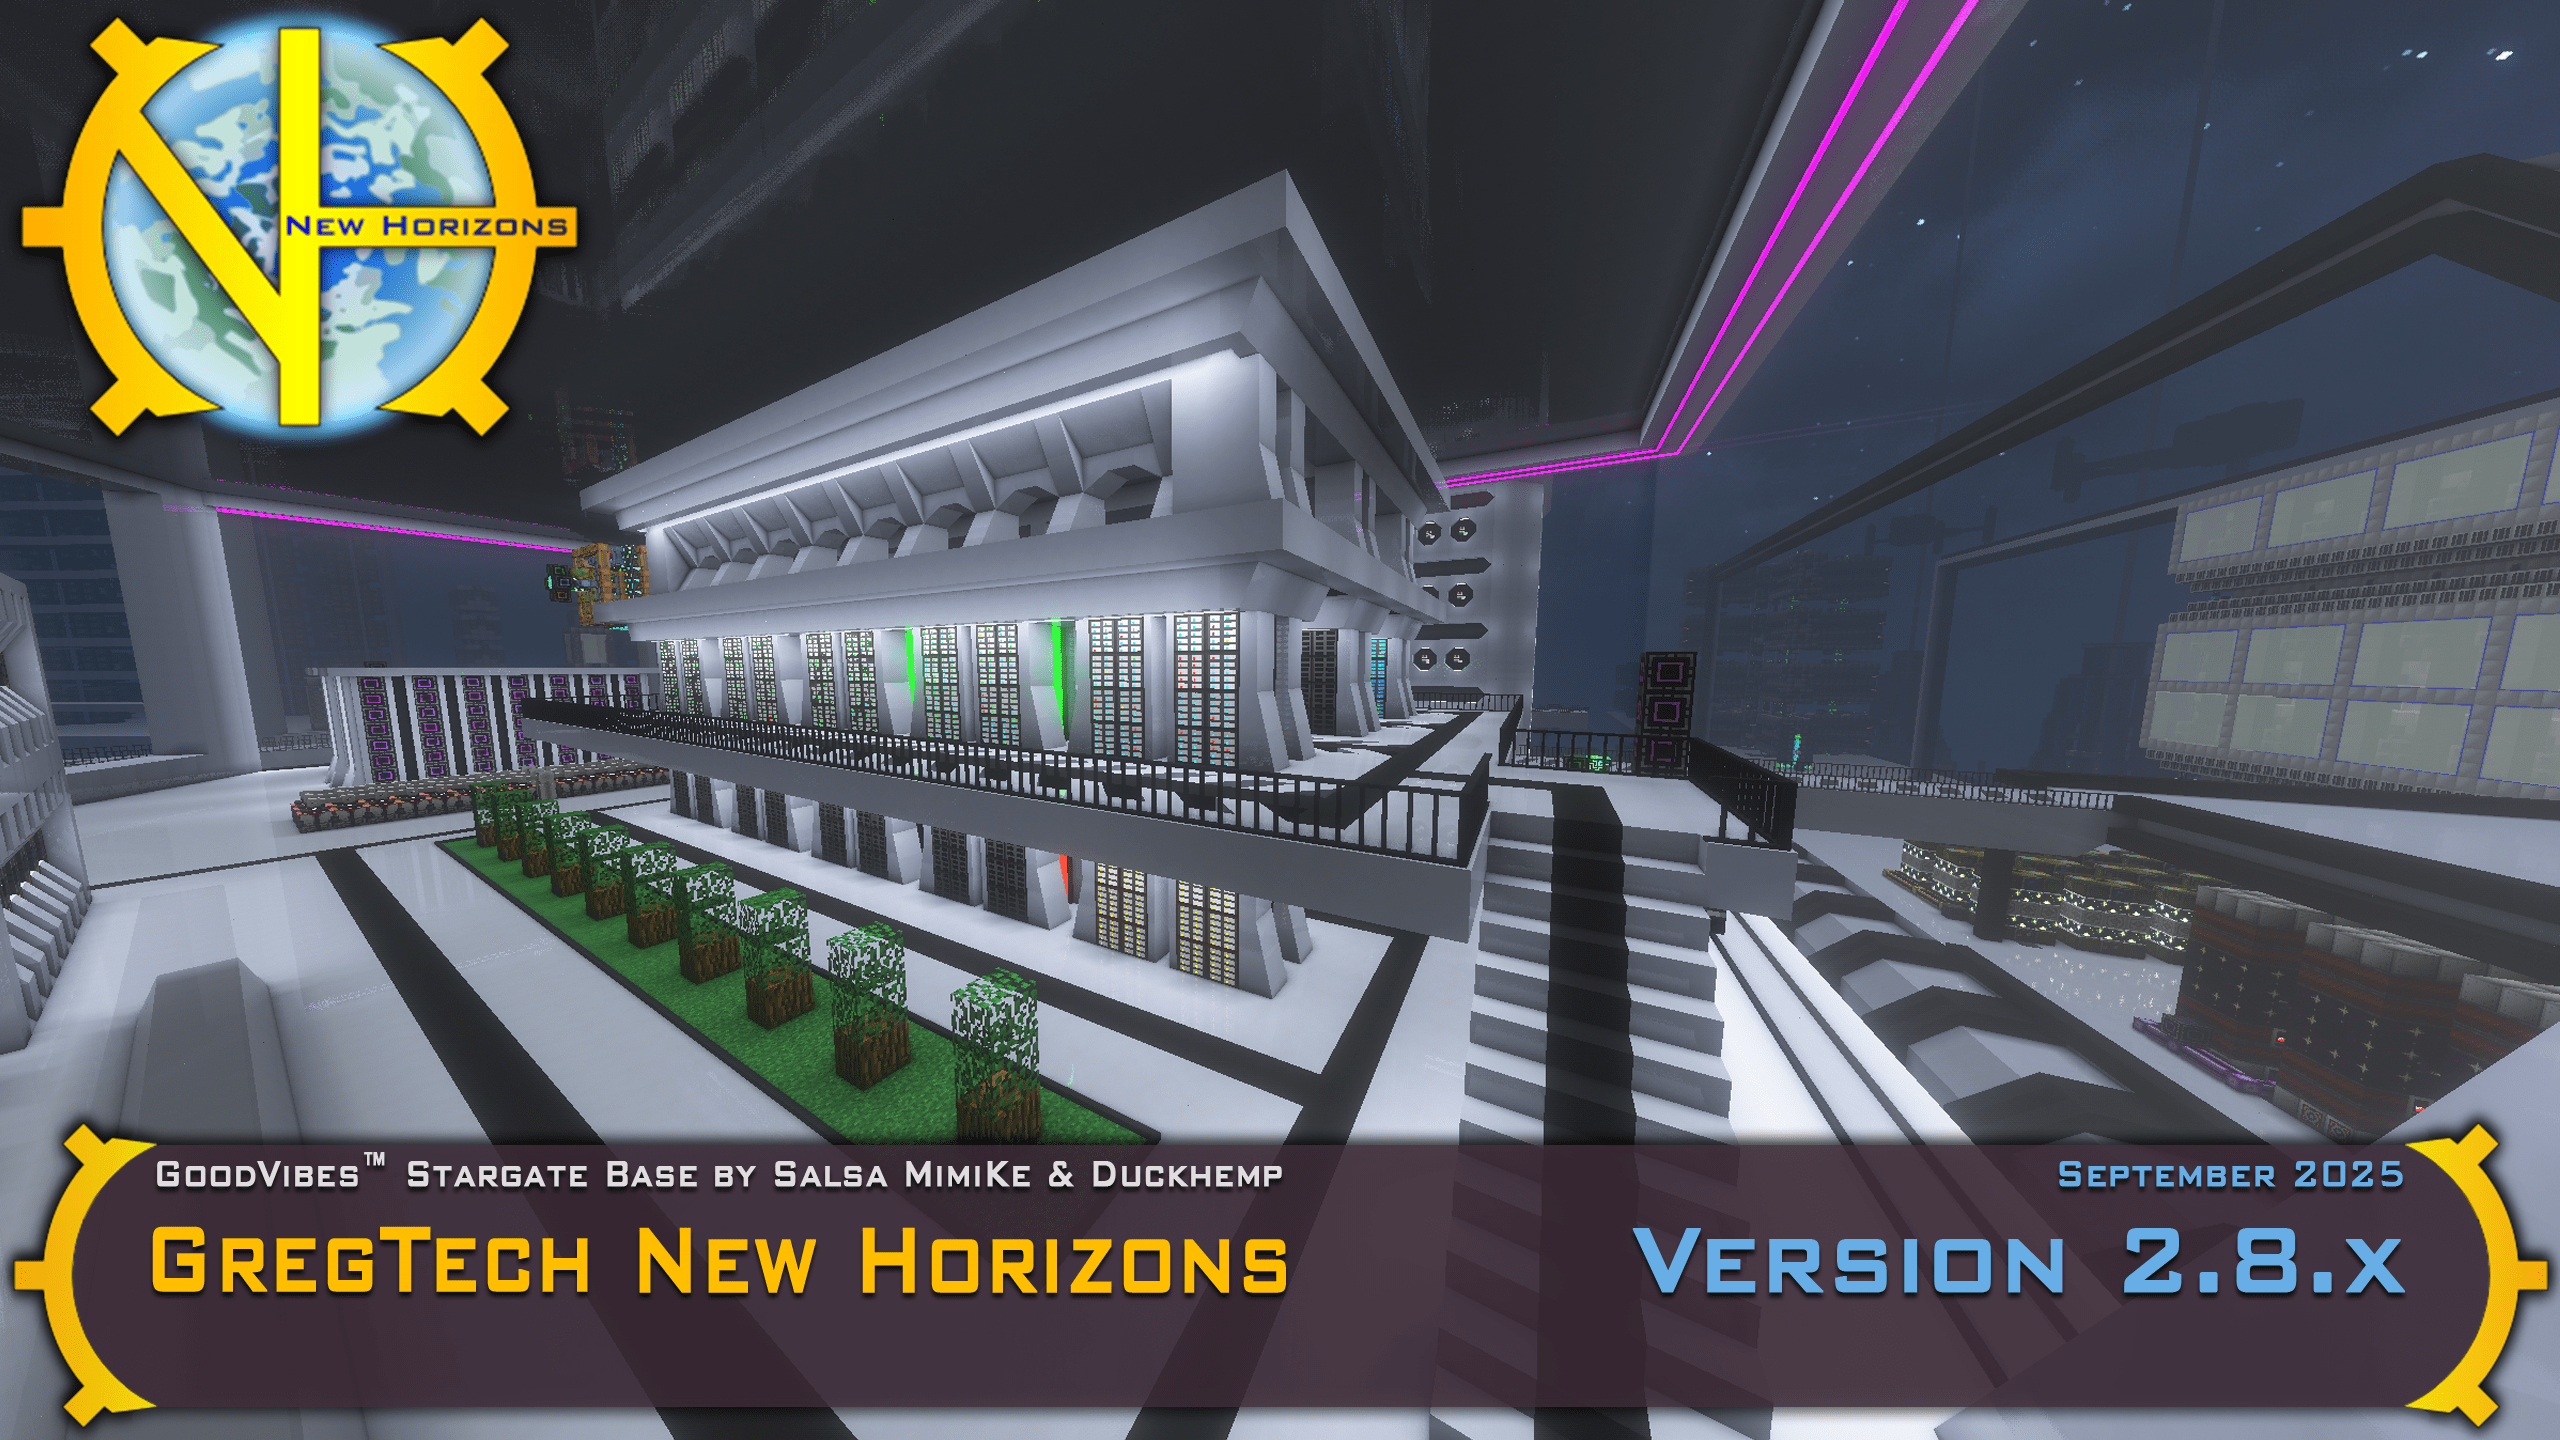 New Horizons
GoodVibes™ Stargate Base by Salsa MimiKe & Duckhemp
September 2025
GregTech New Horizons
Version 2.8.x